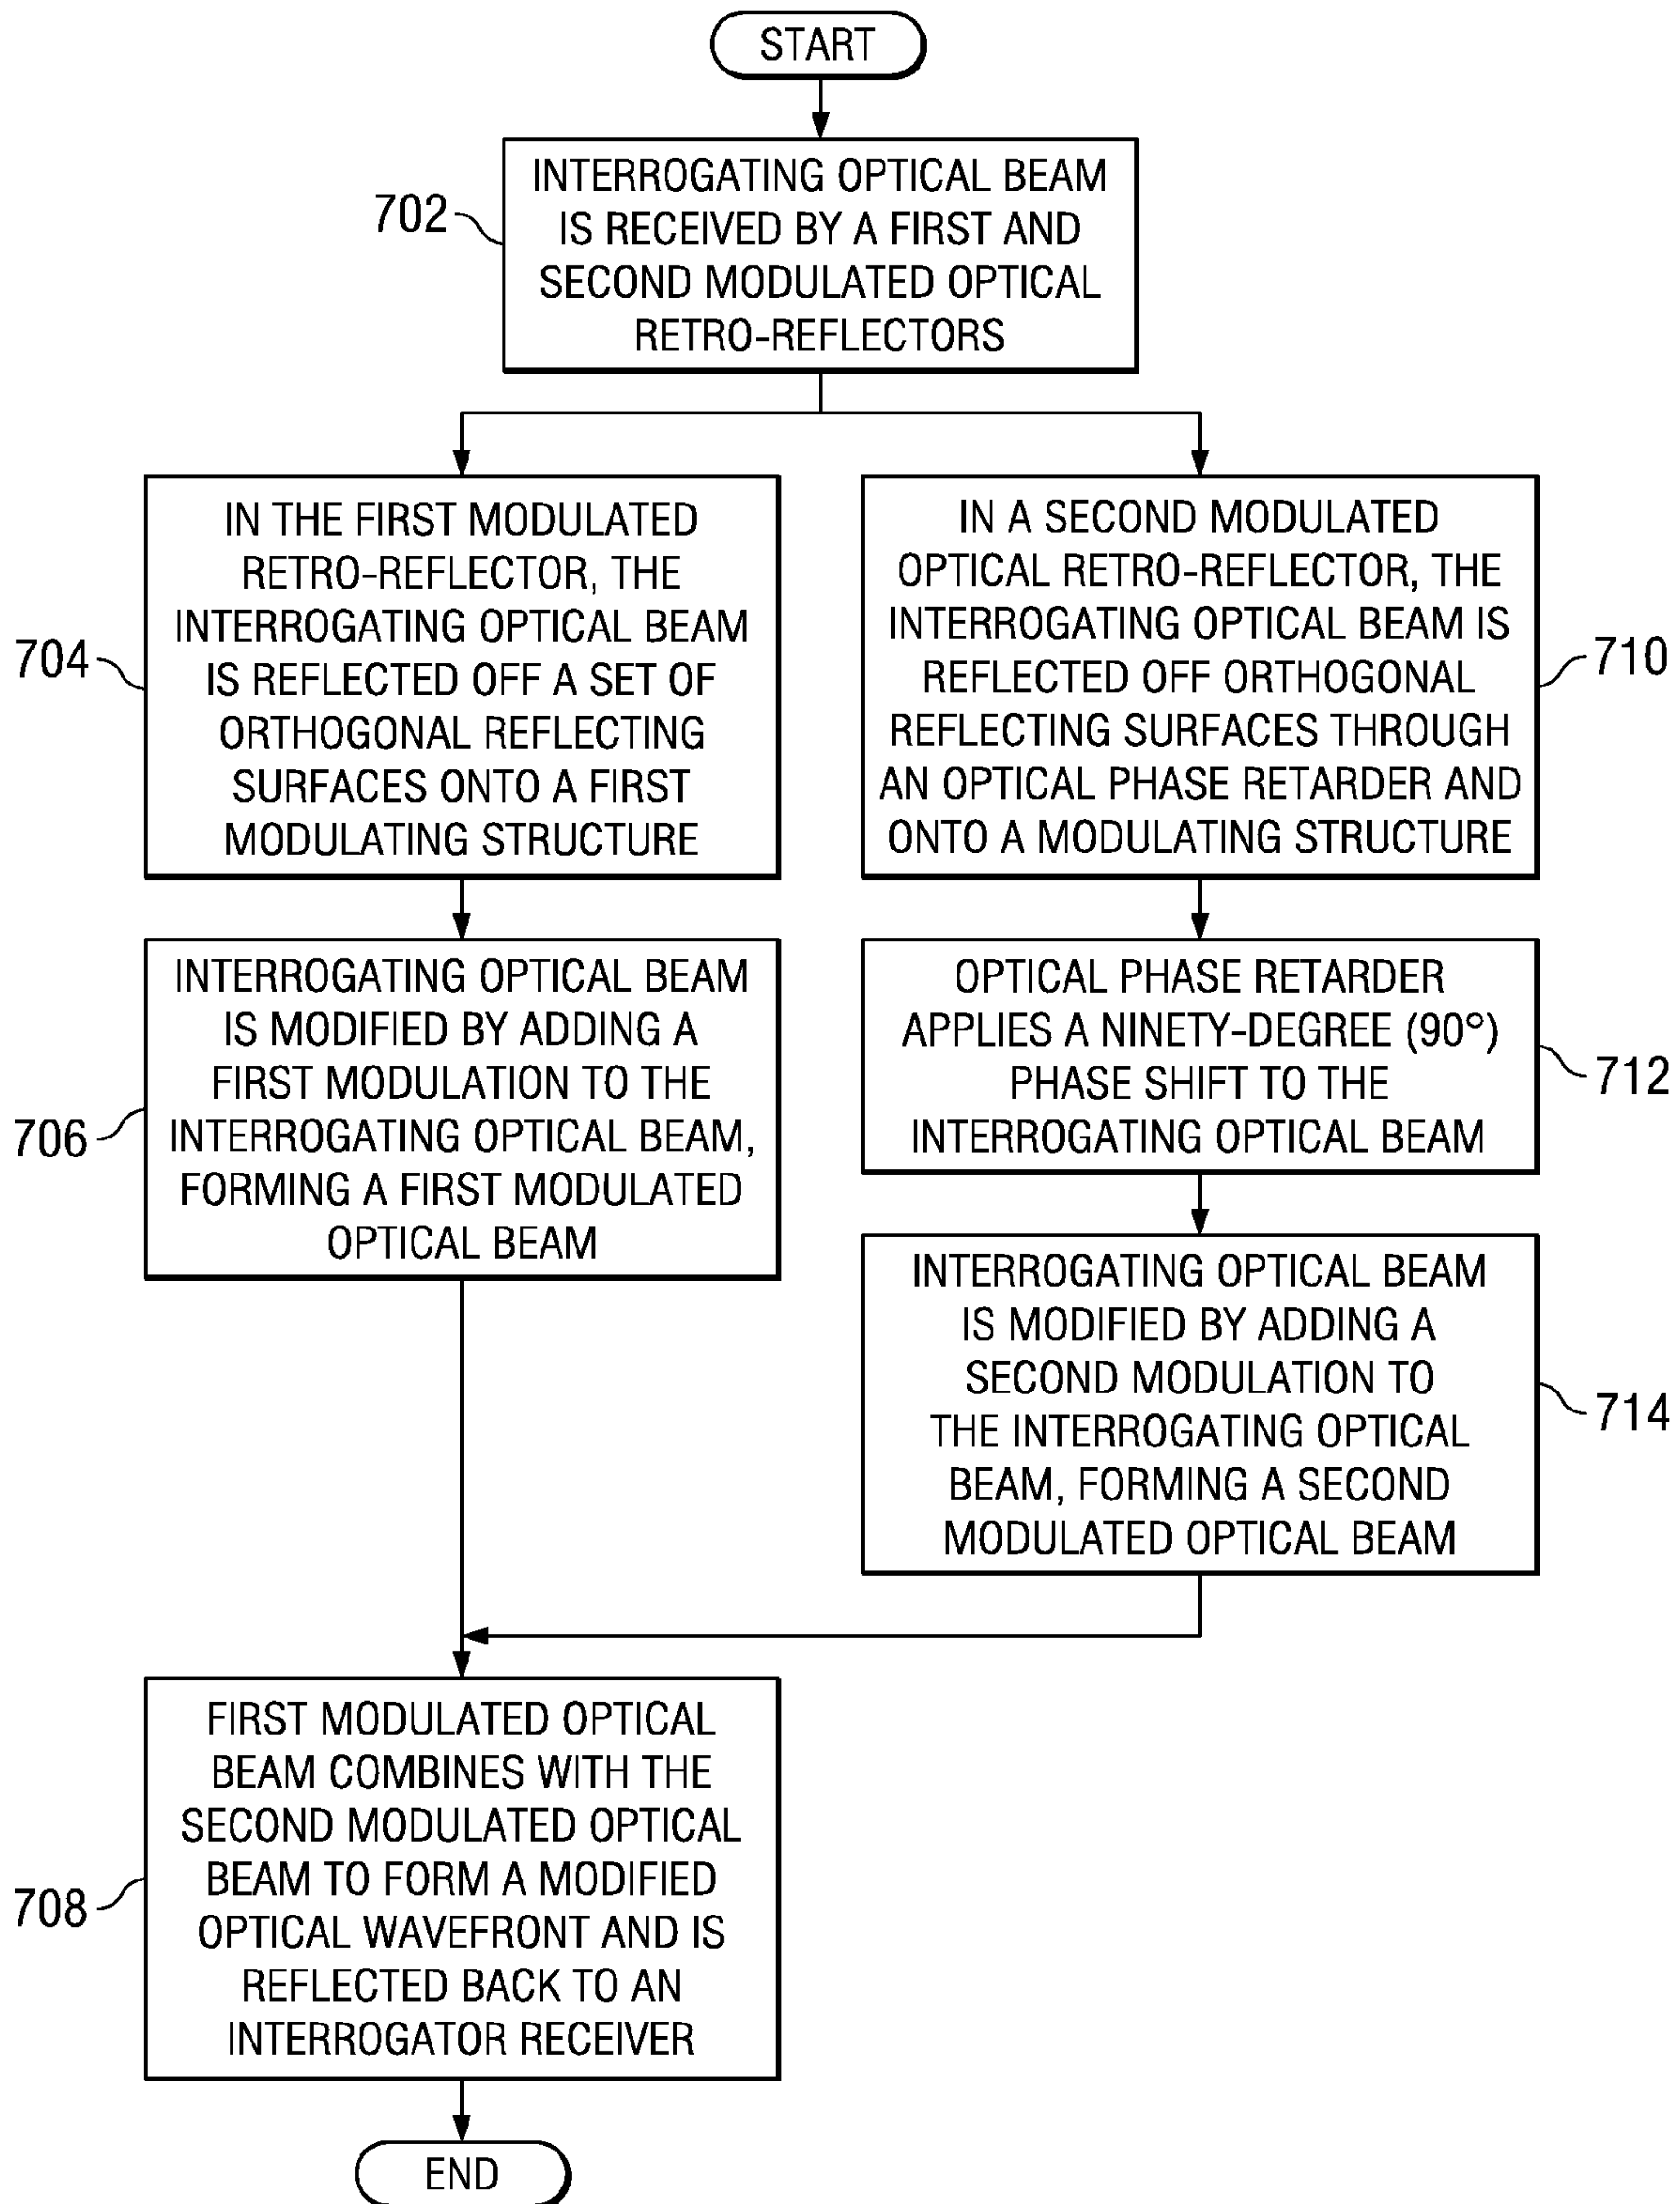 START
702
INTERROGATING OPTICAL BEAM
IS RECEIVED BY A FIRST AND
SECOND MODULATED OPTICAL
RETRO-REFLECTORS
704
IN THE FIRST MODULATED
RETRO-REFLECTOR, THE
INTERROGATING OPTICAL BEAM
IS REFLECTED OFF A SET OF
ORTHOGONAL REFLECTING
SURFACES ONTO A FIRST
MODULATING STRUCTURE
706
INTERROGATING OPTICAL BEAM
IS MODIFIED BY ADDING A
FIRST MODULATION TO THE
INTERROGATING OPTICAL BEAM,
FORMING A FIRST MODULATED
OPTICAL BEAM
IN A SECOND MODULATED
OPTICAL RETRO-REFLECTOR, THE
INTERROGATING OPTICAL BEAM IS
REFLECTED OFF ORTHOGONAL
REFLECTING SURFACES THROUGH
AN OPTICAL PHASE RETARDER AND
ONTO A MODULATING STRUCTURE
710
OPTICAL PHASE RETARDER
APPLIES A NINETY-DEGREE (90°)
PHASE SHIFT TO THE
INTERROGATING OPTICAL BEAM
712
INTERROGATING OPTICAL BEAM
IS MODIFIED BY ADDING A
SECOND MODULATION TO
THE INTERROGATING OPTICAL
BEAM, FORMING A SECOND
MODULATED OPTICAL BEAM
714
708
FIRST MODULATED OPTICAL
BEAM COMBINES WITH THE
SECOND MODULATED OPTICAL
BEAM TO FORM A MODIFIED
OPTICAL WAVEFRONT AND IS
REFLECTED BACK TO AN
INTERROGATOR RECEIVER
END